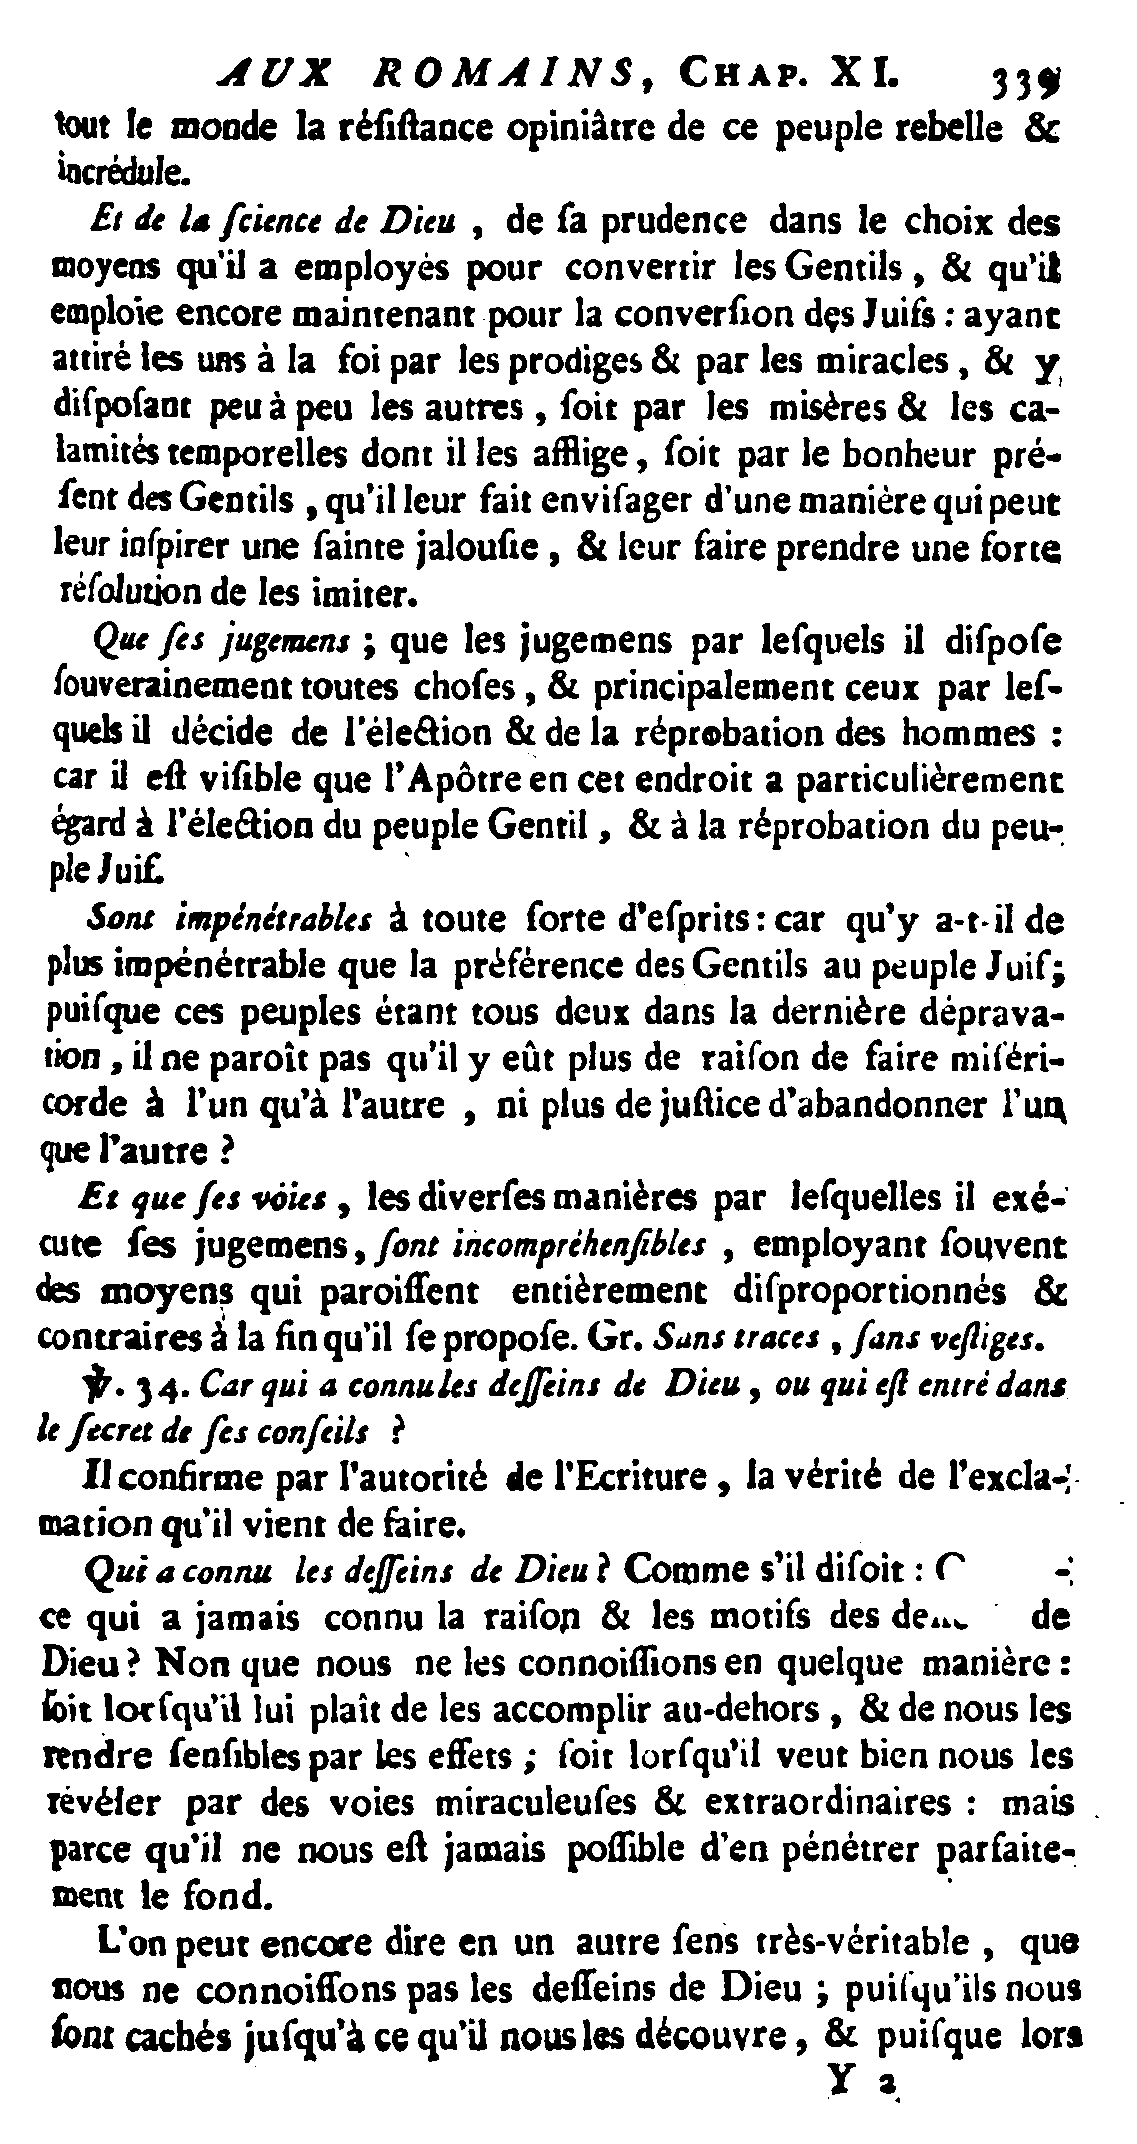 AUX ROMAINS, CHAP. XI. 339
tout le monde la résiſtance opiniâtre de ce peuple rebelle &
incrédule.
Et de la ſcience de Dieu, de ſa prudence dans le choix des
moyens qu'il a employés pour convertir les Gentils, & qu'il
emploie encore maintenant pour la converſion des Juifs : ayant
attiré les uns à la foi par les prodiges & par les miracles, & y
diſpoſant peu à peu les autres, ſoit par les misères & les ca-
lamités temporelles dont il les afflige, ſoit par le bonheur pré-
ſent des Gentils, qu'il leur fait enviſager d'une manière qui peut
leur inſpirer une ſainte jalouſie, & leur faire prendre une forte
réſolution de les imiter.
Que ſes jugemens ; que les jugemens par leſquels il diſpoſe
ſouverainement toutes choſes, & principalement ceux par leſ-
quels il décide de l'élection & de la réprobation des hommes :
car il eſt viſible que l'Apôtre en cet endroit a particulièrement
égard à l'élection du peuple Gentil, & à la réprobation du peu-
ple Juif.
Sont impénétrables à toute ſorte d'eſprits : car qu'y a-t-il de
plus impénétrable que la préférence des Gentils au peuple Juif;
puiſque ces peuples étant tous deux dans la dernière déprava-
tion, il ne paroît pas qu'il y eût plus de raiſon de faire miſéri-
corde à l'un qu'à l'autre, ni plus de juſtice d'abandonner l'un
que l'autre ?
Et que ſes voies, les diverſes manières par leſquelles il exé-
cute ſes jugemens, ſont incompréhenſibles, employant ſouvent
des moyens qui paroiſſent entièrement diſproportionnés &
contraires à la fin qu'il ſe propoſe. Gr. Sans traces, ſans veſtiges.
℣. 34. Car qui a connu les deſſeins de Dieu, ou qui eſt entré dans
le ſecret de ſes conſeils ?
Il confirme par l'autorité de l'Ecriture, la vérité de l'excla-
mation qu'il vient de faire.
Qui a connu les deſſeins de Dieu ? Comme s'il diſoit :
ce qui a jamais connu la raiſon & les motifs des de
Dieu ? Non que nous ne les connoiſſions en quelque manière :
ſoit lorſqu'il lui plaît de les accomplir au-dehors, & de nous les
rendre ſenſibles par les effets ; ſoit lorſqu'il veut bien nous les
révéler par des voies miraculeuſes & extraordinaires : mais
parce qu'il ne nous eſt jamais poſſible d'en pénétrer parfaite-
ment le fond.
L'on peut encore dire en un autre ſens très-véritable, que
nous ne connoiſſons pas les deſſeins de Dieu ; puiſqu'ils nous
ſont cachés juſqu'à ce qu'il nous les découvre, & puiſque lors
Y 2